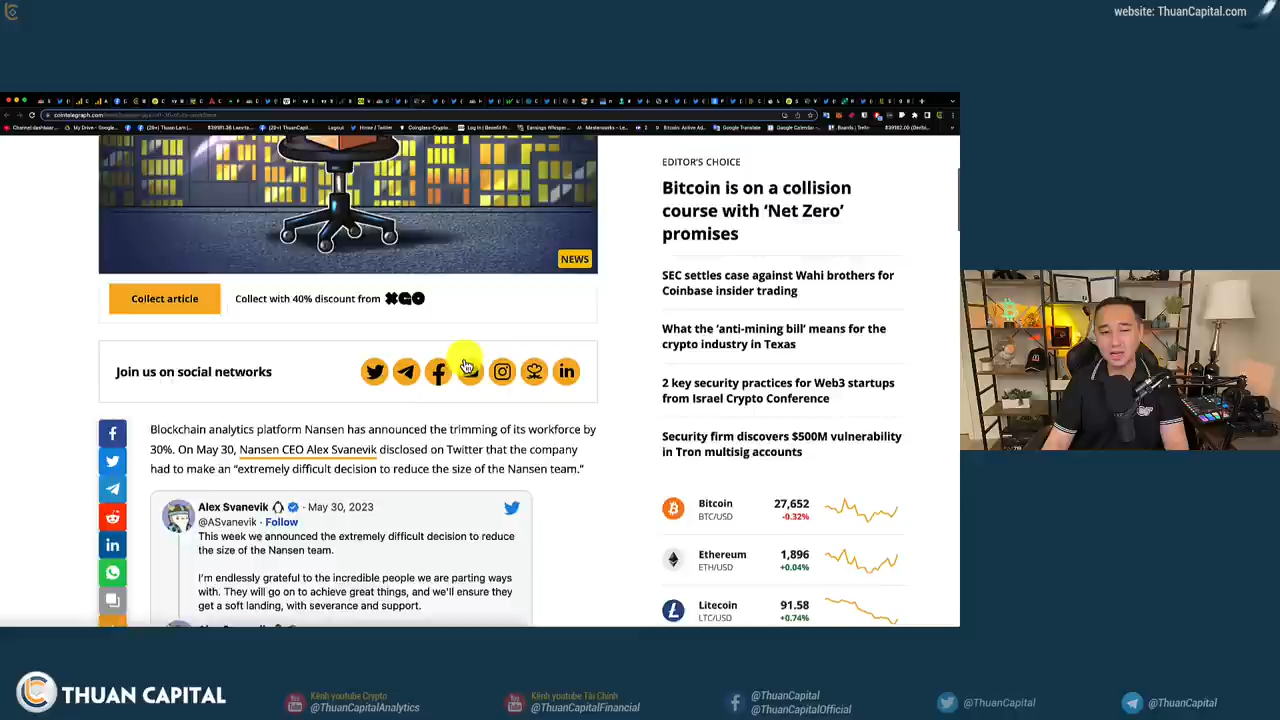 website: ThuanCapital.com
cointelegraph.com
NEWS
Collect article
Collect with 40% discount from XGO
Join us on social networks
Blockchain analytics platform Nansen has announced the trimming of its workforce by
30%. On May 30, Nansen CEO Alex Svanevik disclosed on Twitter that the company
had to make an “extremely difficult decision to reduce the size of the Nansen team.”
Alex Svanevik · May 30, 2023
@ASvanevik · Follow
This week we announced the extremely difficult decision to reduce
the size of the Nansen team.
I'm endlessly grateful to the incredible people we are parting ways
with. They will go on to achieve great things, and we'll ensure they
get a soft landing, with severance and support.
EDITOR’S CHOICE
Bitcoin is on a collision
course with ‘Net Zero’
promises
SEC settles case against Wahi brothers for
Coinbase insider trading
What the ‘anti-mining bill’ means for the
crypto industry in Texas
2 key security practices for Web3 startups
from Israel Crypto Conference
Security firm discovers $500M vulnerability
in Tron multisig accounts
Bitcoin 27,652
BTC/USD -0.32%
Ethereum 1,896
ETH/USD +0.04%
Litecoin 91.58
LTC/USD +0.74%
THUAN CAPITAL
Kênh youtube Crypto
@ThuanCapitalAnalytics
Kênh youtube Tài Chính
@ThuanCapitalFinancial
@ThuanCapital
@ThuanCapitalOfficial
@ThuanCapital
@ThuanCapital